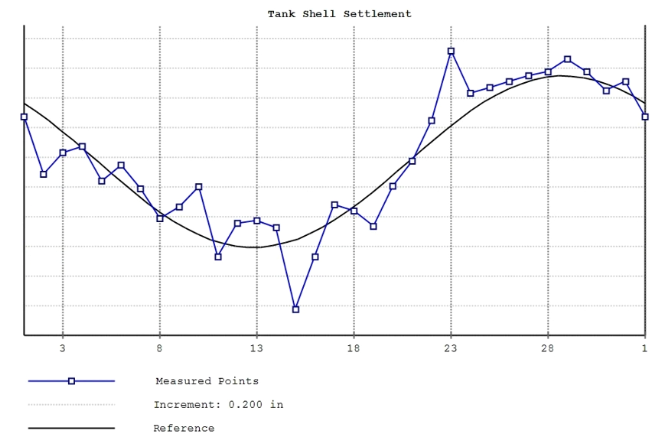 Tank Shell Settlement
3 8 13 18 23 28 1
Measured Points
Increment: 0.200 in
Reference